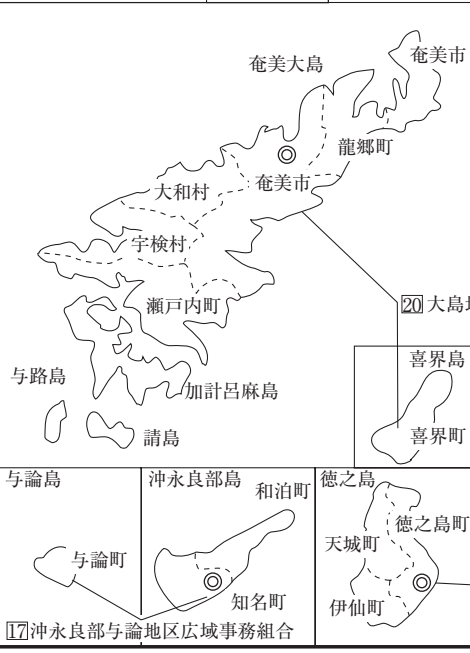 奄美大島
奄美市
龍郷町
奄美市
大和村
宇検村
瀬戸内町
20 大島地
与路島
加計呂麻島
請島
喜界島
喜界町
与論島
与論町
沖永良部島
和泊町
知名町
17 沖永良部与論地区広域事務組合
徳之島
徳之島町
天城町
伊仙町